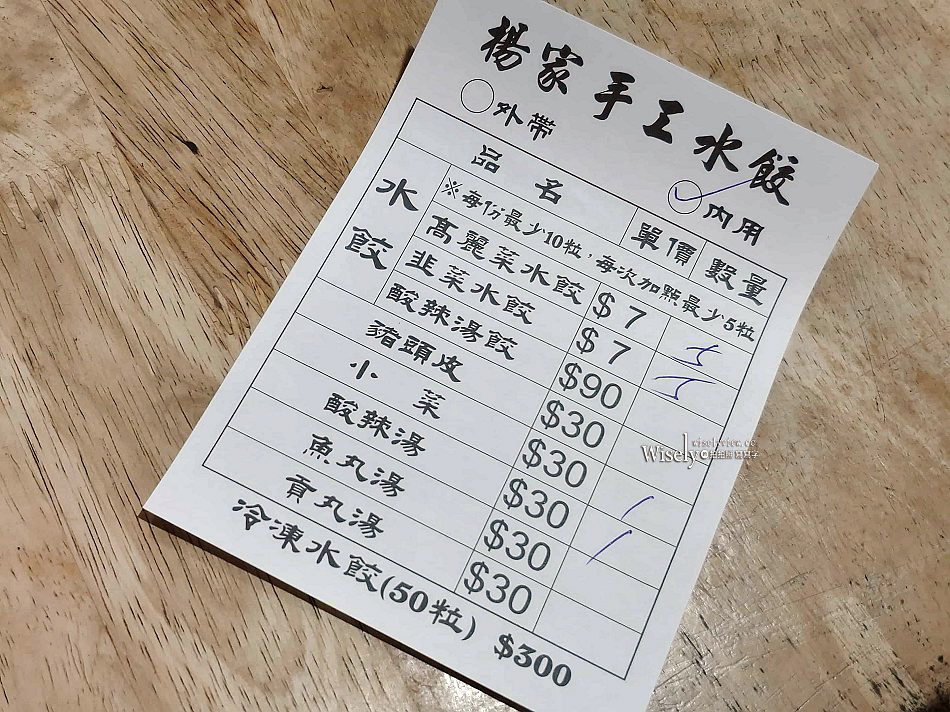 楊家手工水餃
○外帶 ○✓內用
品名 單價 數量
水餃 ※每份最少10粒,每次加點最少5粒
高麗菜水餃 $7 5
韭菜水餃 $7 5
酸辣湯餃 $90
豬頭皮 $30
小菜 $30 1
酸辣湯 $30 1
魚丸湯 $30
貢丸湯 $30
冷凍水餃(50粒) $300
Wisely